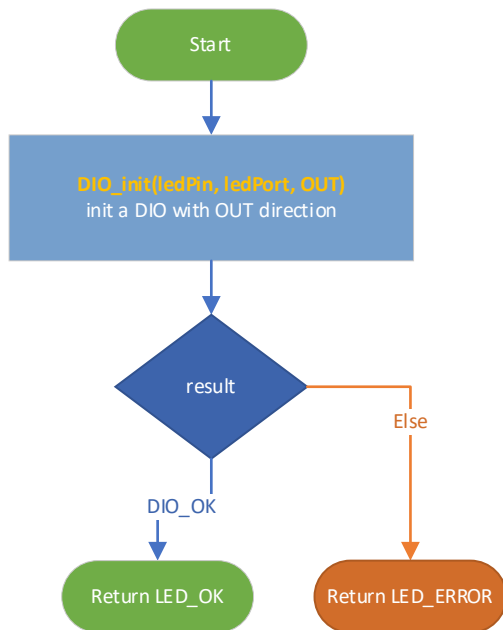 Start
DIO_init(ledPin, ledPort, OUT)
init a DIO with OUT direction
result
Else
DIO_OK
Return LED_OK
Return LED_ERROR